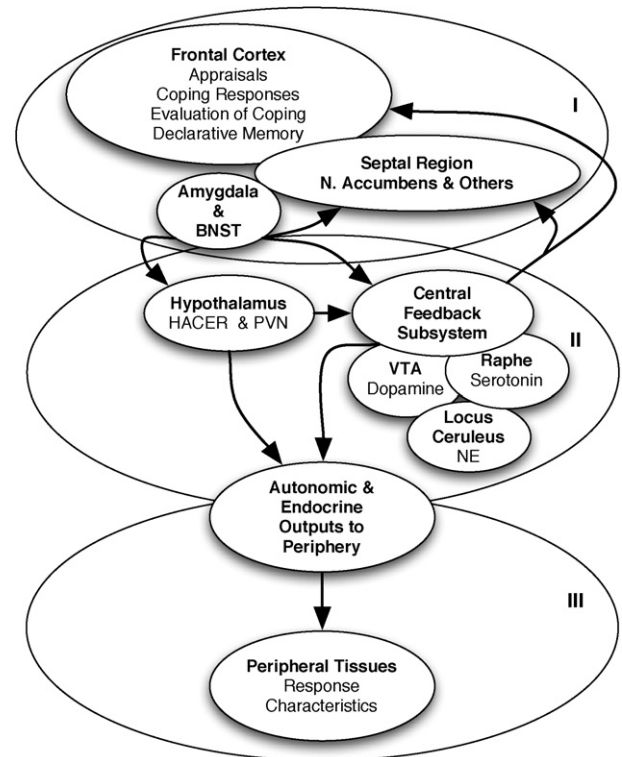 Frontal Cortex
Appraisals
Coping Responses
Evaluation of Coping
Declarative Memory
I
Septal Region
N. Accumbens & Others
Amygdala
&
BNST
Hypothalamus
HACER & PVN
Central
Feedback
Subsystem
II
VTA
Dopamine
Raphe
Serotonin
Locus
Ceruleus
NE
Autonomic &
Endocrine
Outputs to
Periphery
III
Peripheral Tissues
Response
Characteristics